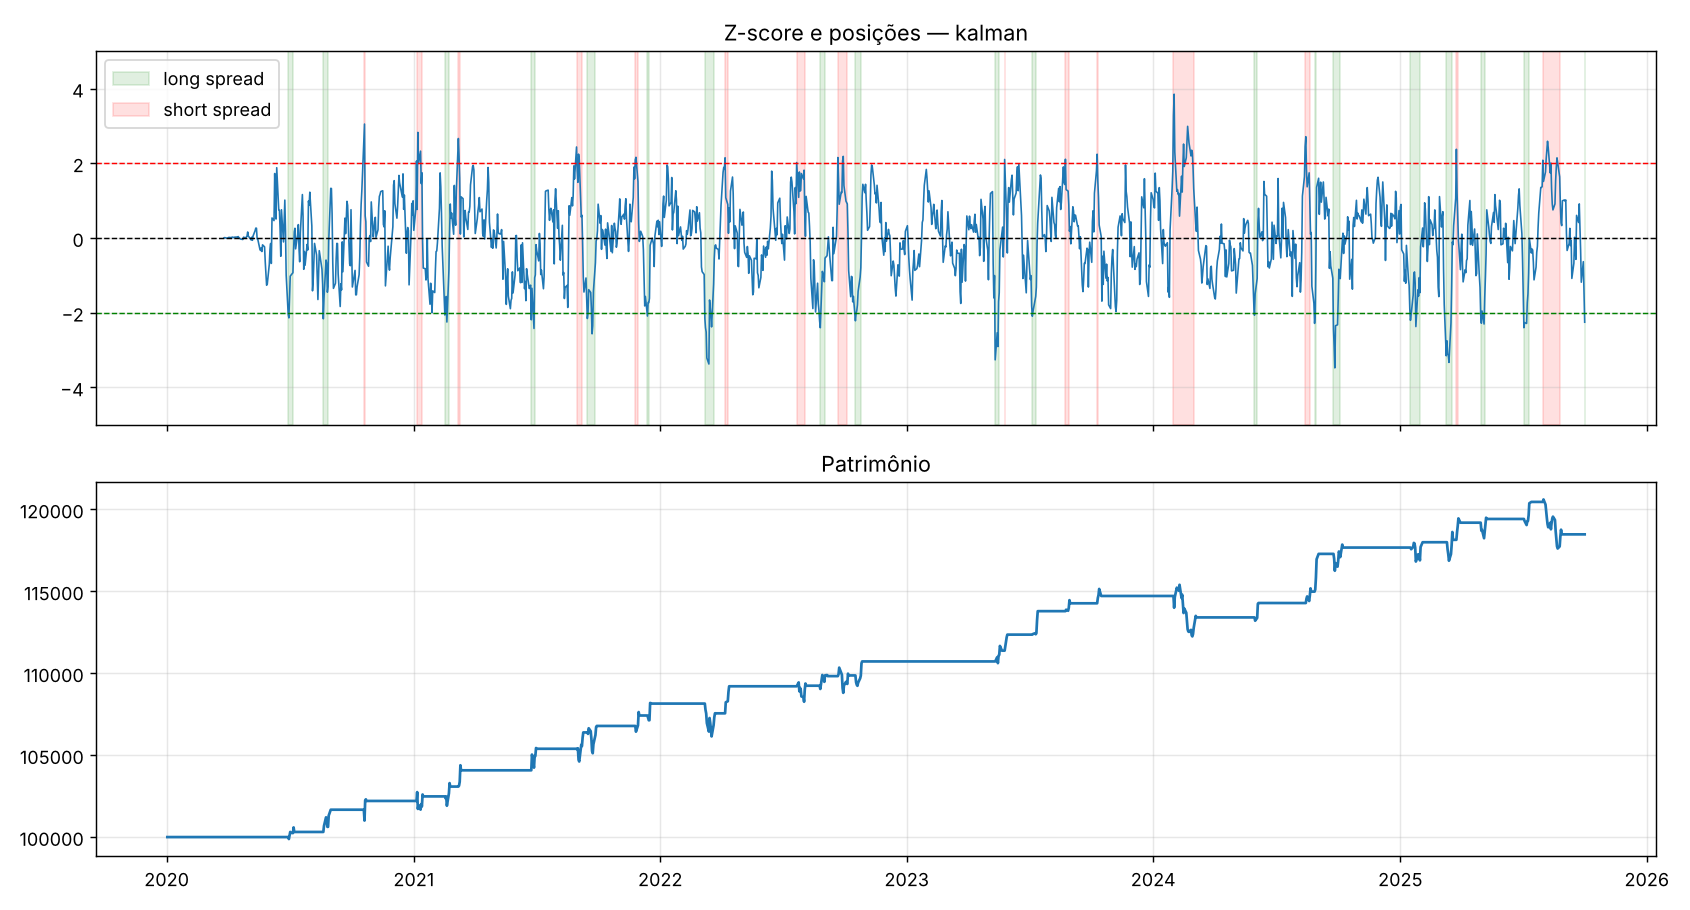 Z-score e posições — kalman
long spread
short spread
4
2
0
−2
−4
Patrimônio
120000
115000
110000
105000
100000
2020 2021 2022 2023 2024 2025 2026